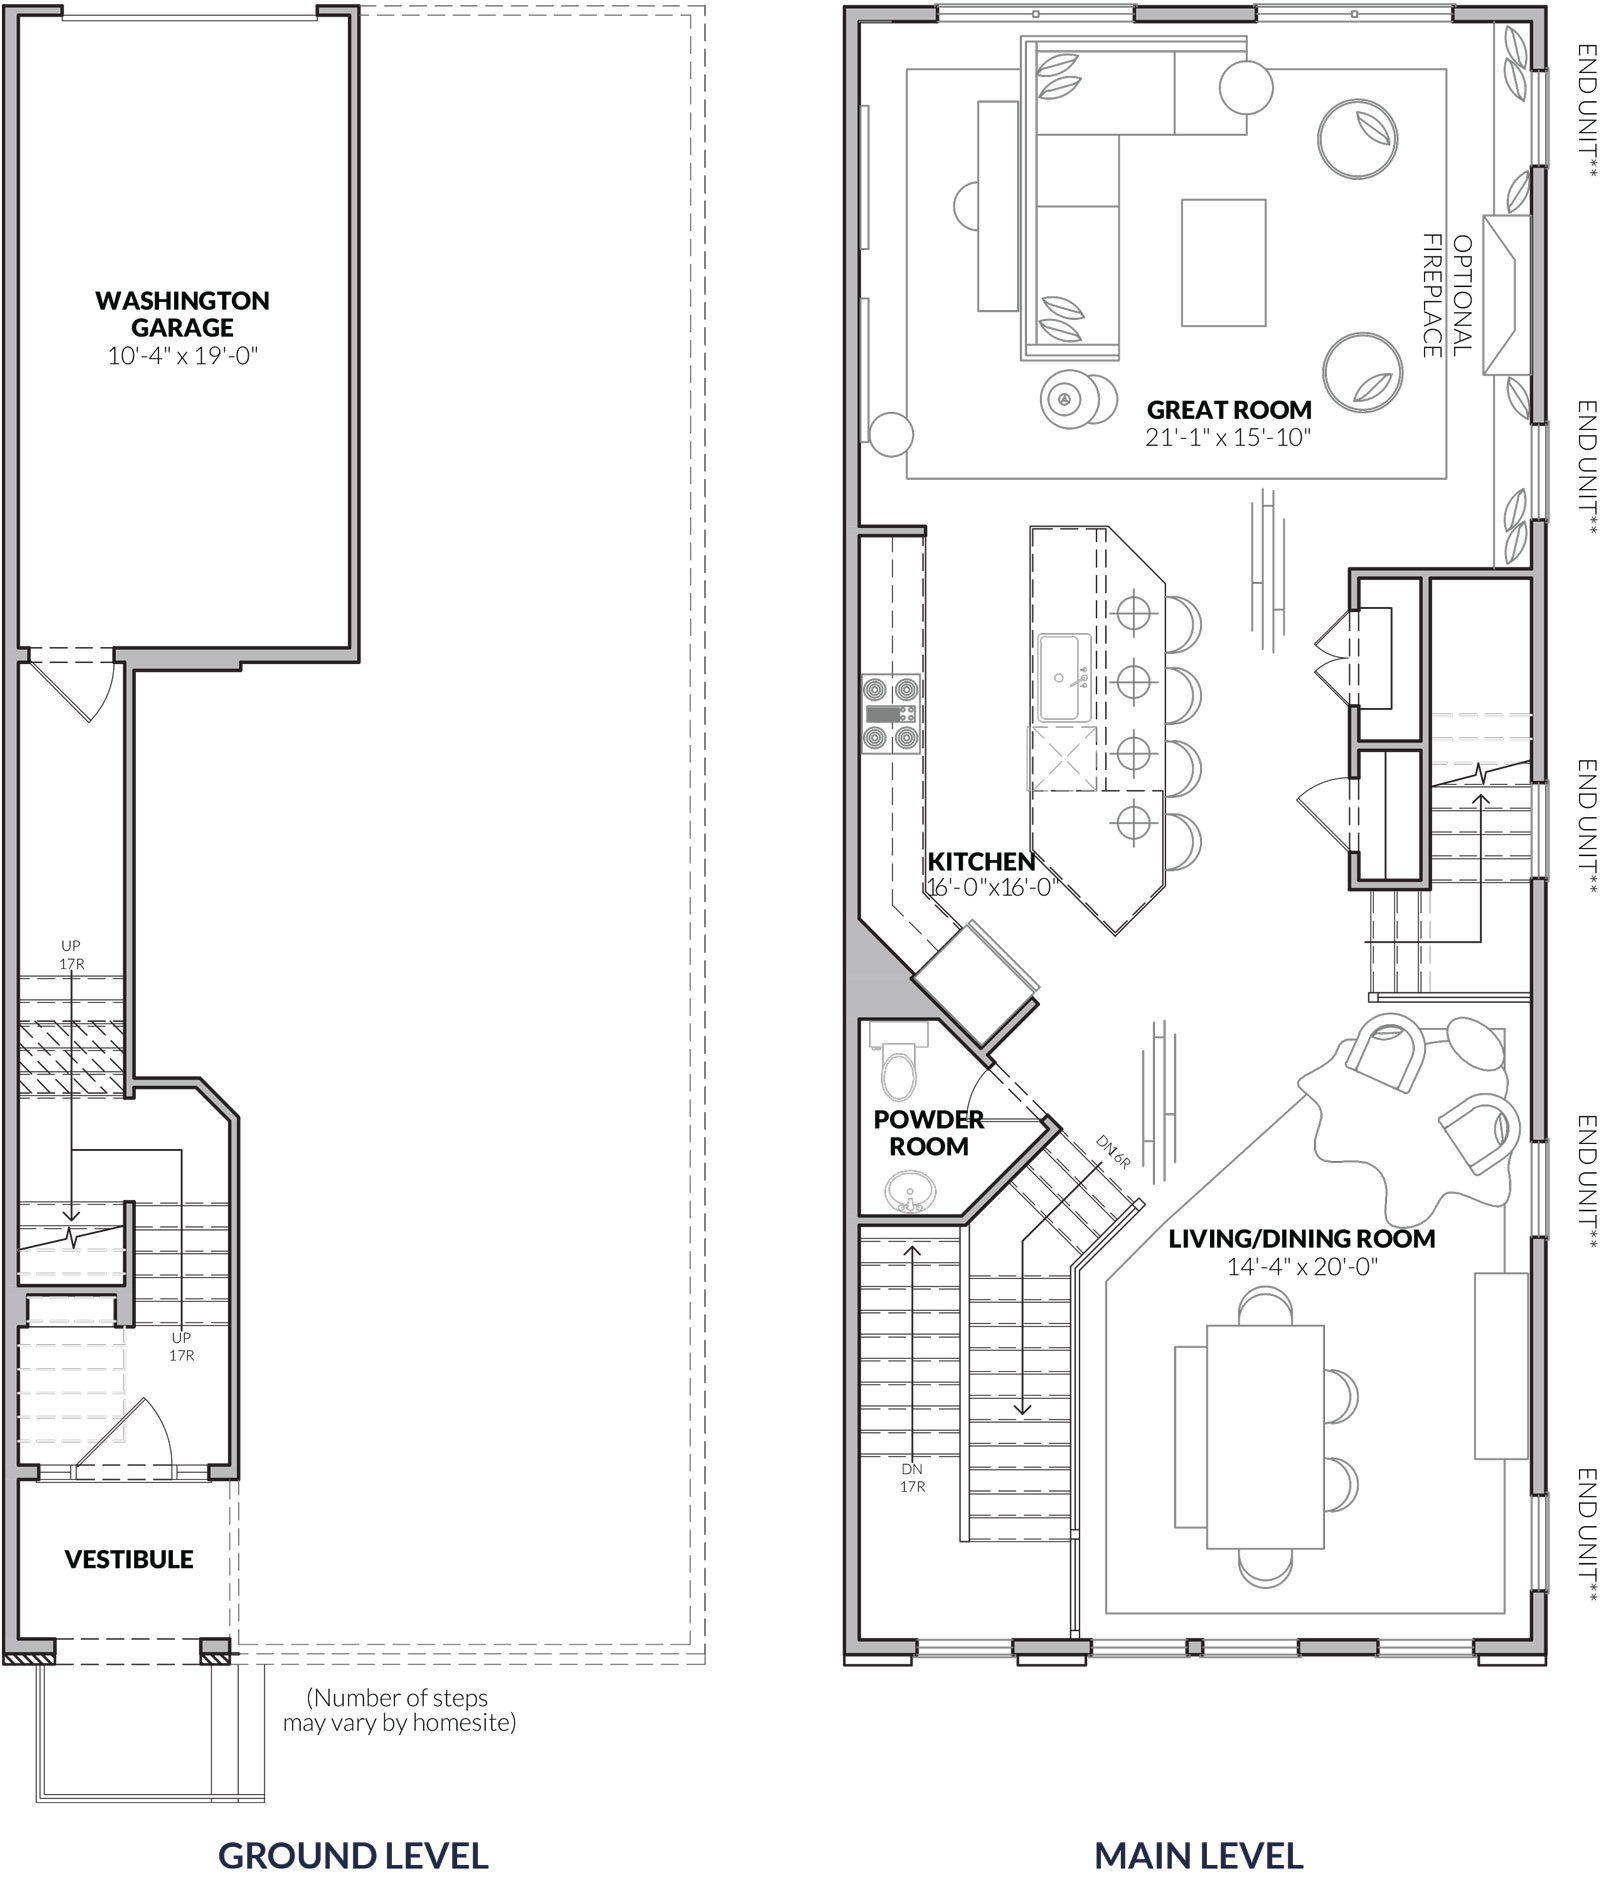 WASHINGTON
GARAGE
10'-4" x 19'-0"
UP
17R
UP
17R
VESTIBULE
(Number of steps
may vary by homesite)
GROUND LEVEL
END UNIT**
OPTIONAL
FIREPLACE
GREAT ROOM
21'-1" x 15'-10"
END UNIT**
END UNIT**
KITCHEN
16'-0"x16'-0"
POWDER
ROOM
DN16R
END UNIT**
LIVING/DINING ROOM
14'-4" x 20'-0"
DN
17R
END UNIT**
MAIN LEVEL